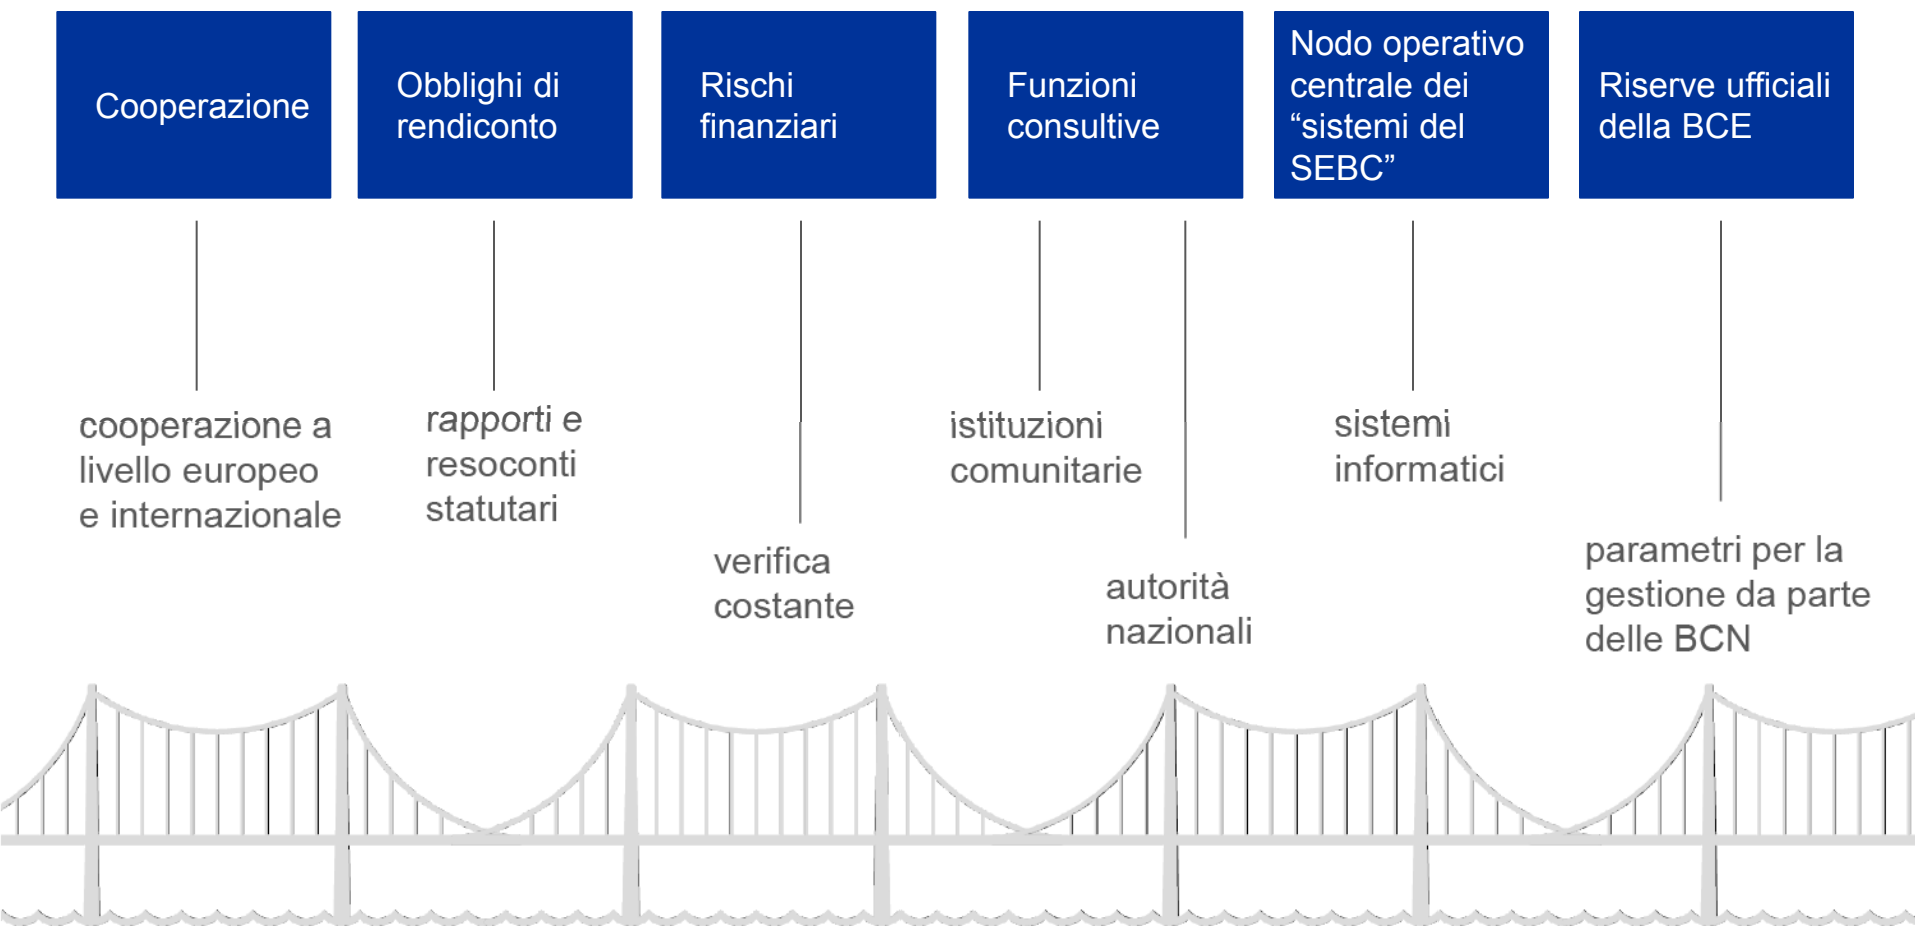 Cooperazione
Obblighi di
rendiconto
Rischi
finanziari
Funzioni
consultive
Nodo operativo
centrale dei
“sistemi del
SEBC”
Riserve ufficiali
della BCE
cooperazione a
livello europeo
e internazionale
rapporti e
resoconti
statutari
verifica
costante
istituzioni
comunitarie
autorità
nazionali
sistemi
informatici
parametri per la
gestione da parte
delle BCN